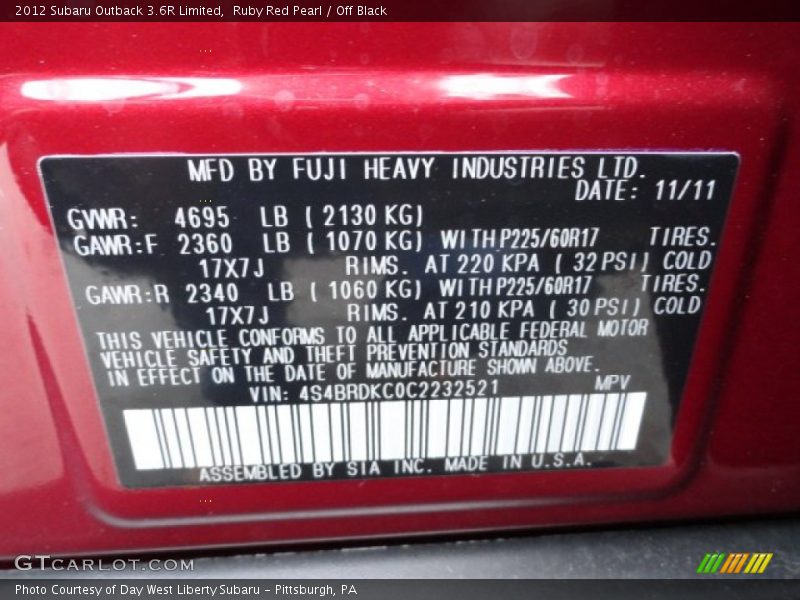 2012 Subaru Outback 3.6R Limited, Ruby Red Pearl / Off Black
MFD BY FUJI HEAVY INDUSTRIES LTD.
DATE: 11/11
GVWR: 4695 LB ( 2130 KG)
GAWR:F 2360 LB ( 1070 KG) WITH P225/60R17 TIRES.
17X7J RIMS. AT 220 KPA ( 32 PSI) COLD
GAWR:R 2340 LB ( 1060 KG) WITH P225/60R17 TIRES.
17X7J RIMS. AT 210 KPA ( 30 PSI) COLD
THIS VEHICLE CONFORMS TO ALL APPLICABLE FEDERAL MOTOR
VEHICLE SAFETY AND THEFT PREVENTION STANDARDS
IN EFFECT ON THE DATE OF MANUFACTURE SHOWN ABOVE.
VIN: 4S4BRDKC0C2232521 MPV
ASSEMBLED BY SIA INC. MADE IN U.S.A.
GTCARLOT.COM
Photo Courtesy of Day West Liberty Subaru - Pittsburgh, PA